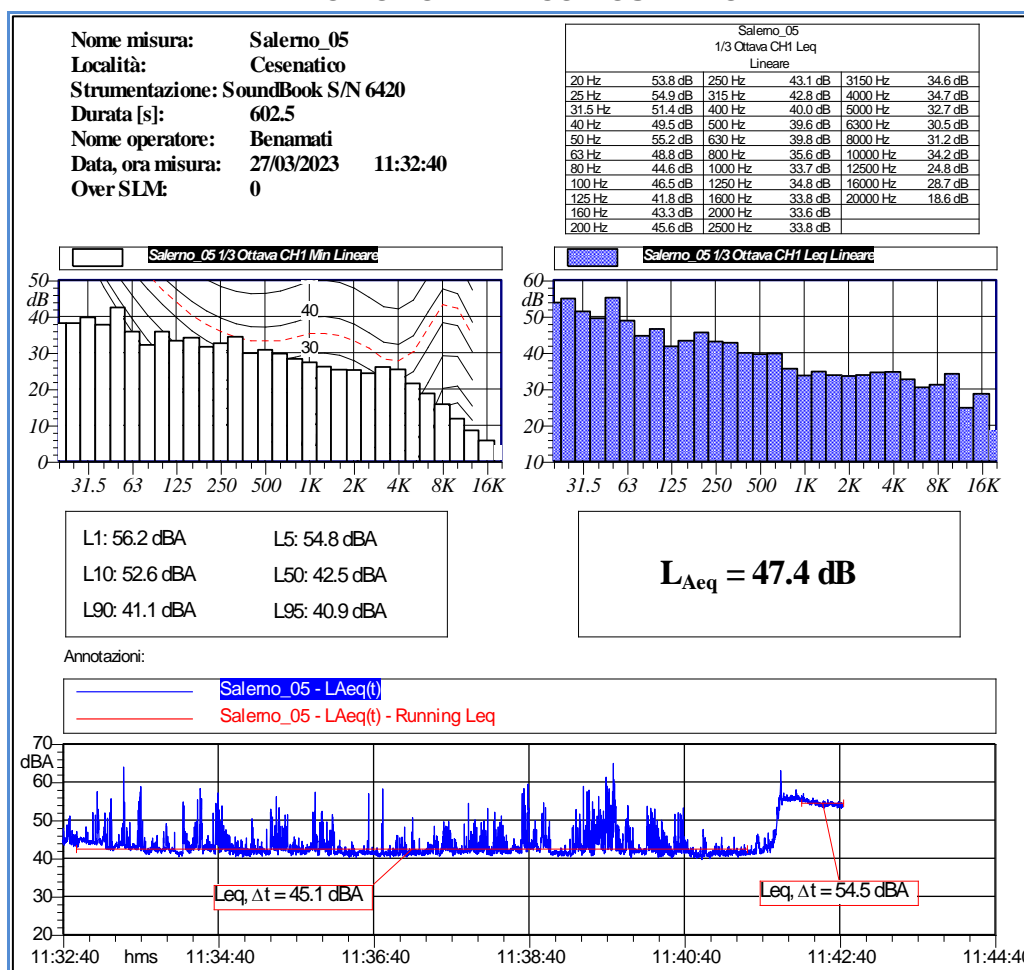 Nome misura: Salerno_05
Località: Cesenatico
Strumentazione: SoundBook S/N 6420
Durata [s]: 602.5
Nome operatore: Benamati
Data, ora misura: 27/03/2023 11:32:40
Over SLM: 0
Salerno_05
1/3 Ottava CH1 Leq
Lineare
20 Hz 53.8 dB 250 Hz 43.1 dB 3150 Hz 34.6 dB
25 Hz 54.9 dB 315 Hz 42.8 dB 4000 Hz 34.7 dB
31.5 Hz 51.4 dB 400 Hz 40.0 dB 5000 Hz 32.7 dB
40 Hz 49.5 dB 500 Hz 39.6 dB 6300 Hz 30.5 dB
50 Hz 55.2 dB 630 Hz 39.8 dB 8000 Hz 31.2 dB
63 Hz 48.8 dB 800 Hz 35.6 dB 10000 Hz 34.2 dB
80 Hz 44.6 dB 1000 Hz 33.7 dB 12500 Hz 24.8 dB
100 Hz 46.5 dB 1250 Hz 34.8 dB 16000 Hz 28.7 dB
125 Hz 41.8 dB 1600 Hz 33.8 dB 20000 Hz 18.6 dB
160 Hz 43.3 dB 2000 Hz 33.6 dB
200 Hz 45.6 dB 2500 Hz 33.8 dB
Salerno_05 1/3 Ottava CH1 Min Lineare
50
dB
40
30
20
10
0
40
30
31.5 63 125 250 500 1K 2K 4K 8K 16K
Salerno_05 1/3 Ottava CH1 Leq Lineare
60
dB
50
40
30
20
10
31.5 63 125 250 500 1K 2K 4K 8K 16K
L1: 56.2 dBA L5: 54.8 dBA
L10: 52.6 dBA L50: 42.5 dBA
L90: 41.1 dBA L95: 40.9 dBA
LAeq = 47.4 dB
Annotazioni:
Salerno_05 - LAeq(t)
Salerno_05 - LAeq(t) - Running Leq
70
dBA
60
50
40
30
20
Leq, Δt = 45.1 dBA
Leq, Δt = 54.5 dBA
11:32:40 hms 11:34:40 11:36:40 11:38:40 11:40:40 11:42:40 11:44:40